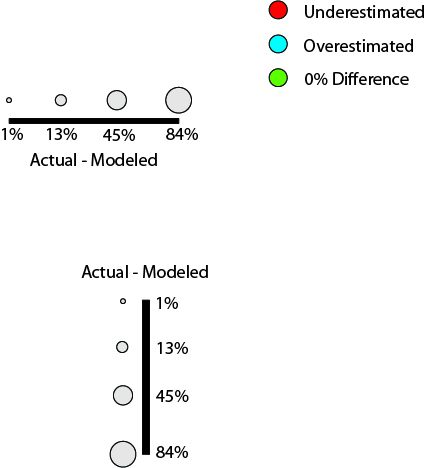 Underestimated
Overestimated
0% Difference
1% 13% 45% 84%
Actual - Modeled
Actual - Modeled
1%
13%
45%
84%